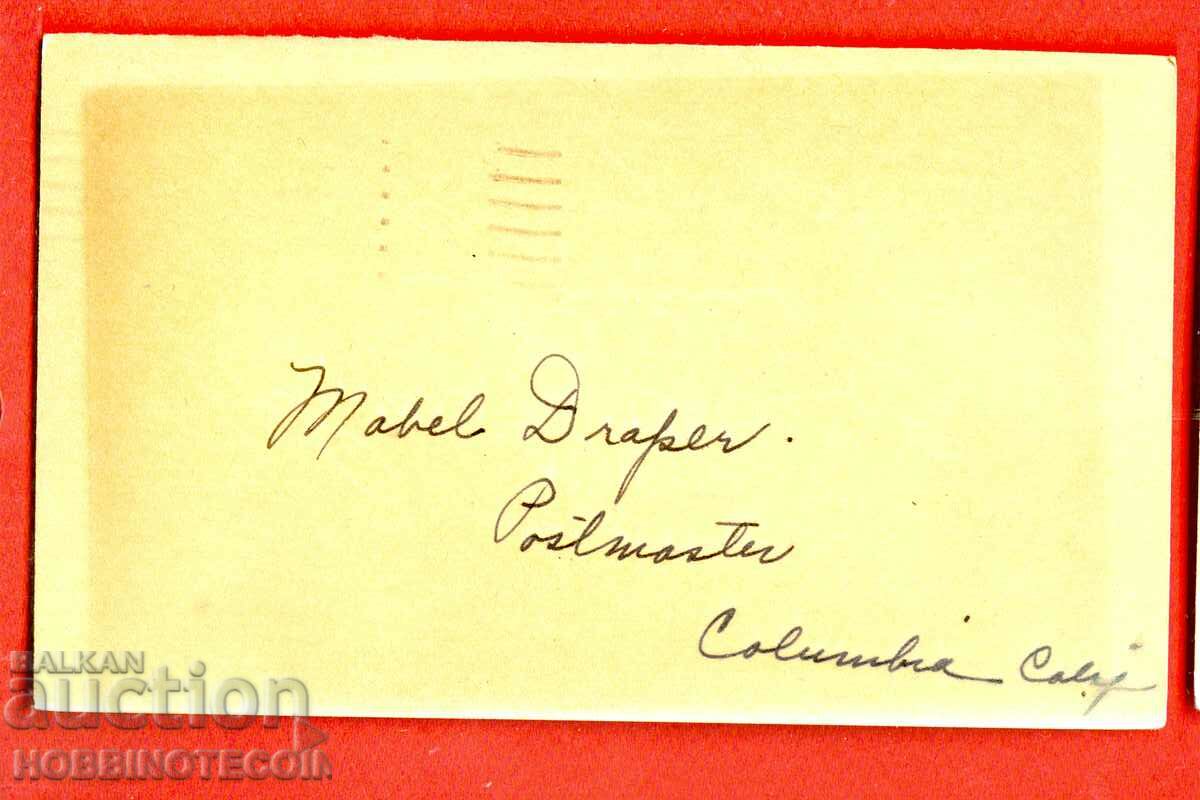 Mabel Draper.
Postmaster
Columbia Calif
BALKAN
auction
HOBBINOTECOIN